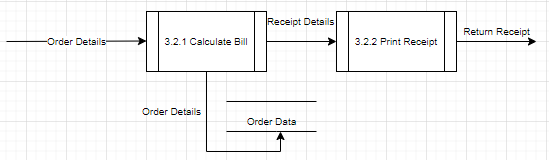 Receipt Details
Order Details
3.2.1 Calculate Bill
3.2.2 Print Receipt
Return Receipt
Order Details
Order Data